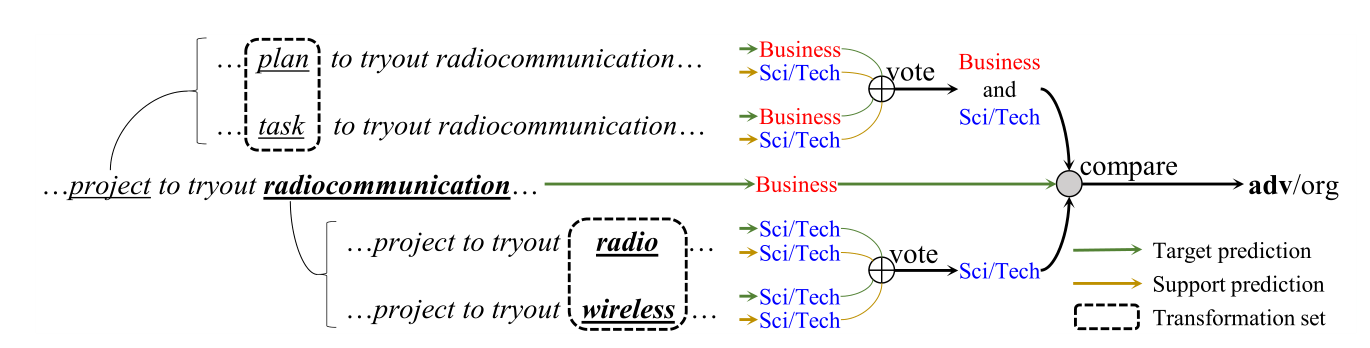 … plan to tryout radiocommunication…
Business
Sci/Tech
vote
Business
and
Sci/Tech
… task to tryout radiocommunication…
Business
Sci/Tech
…project to tryout radiocommunication…
Business
compare
adv/org
…project to tryout radio …
Sci/Tech
Sci/Tech
vote
Sci/Tech
…project to tryout wireless …
Sci/Tech
Sci/Tech
Target prediction
Support prediction
Transformation set